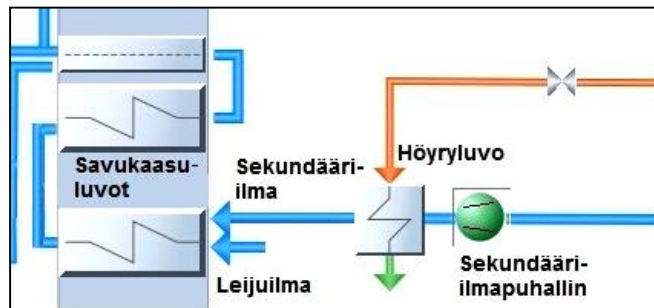 Savukaasu-
luvot
Sekundääri-
ilma
Höyryluvo
Leijuilma
Sekundääri-
ilmapuhallin